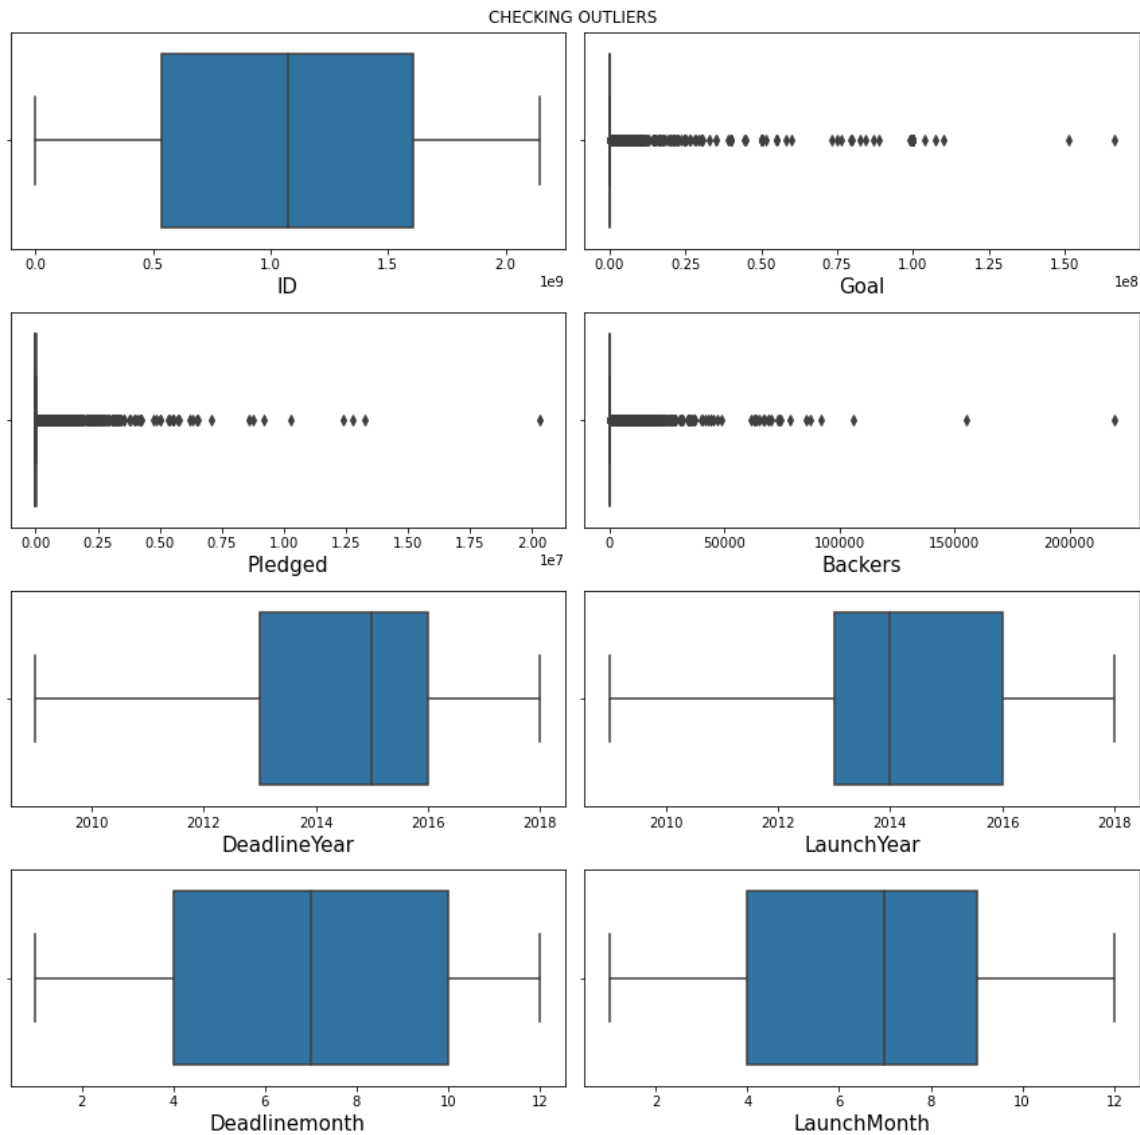 CHECKING OUTLIERS
0.0 0.5 1.0 1.5 2.0
1e9
ID
0.00 0.25 0.50 0.75 1.00 1.25 1.50
1e8
Goal
0.00 0.25 0.50 0.75 1.00 1.25 1.50 1.75 2.00
1e7
Pledged
0 50000 100000 150000 200000
Backers
2010 2012 2014 2016 2018
DeadlineYear
2010 2012 2014 2016 2018
LaunchYear
2 4 6 8 10 12
Deadlinemonth
2 4 6 8 10 12
LaunchMonth